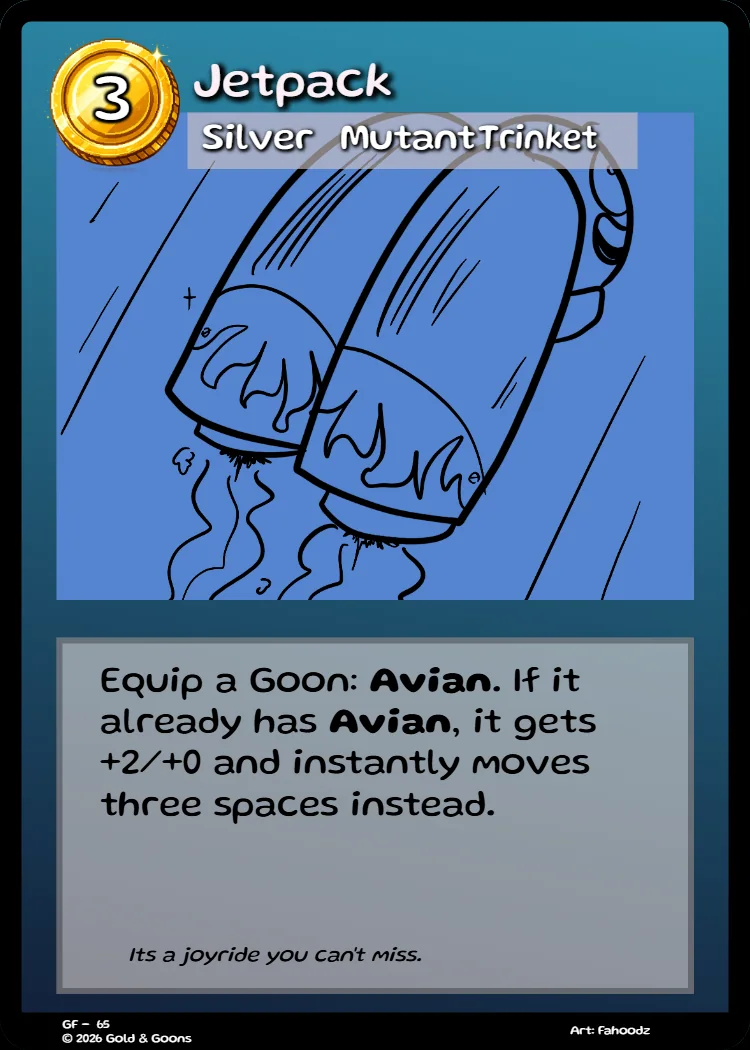 3
Jetpack
Silver MutantTrinket
Equip a Goon: Avian. If it
already has Avian, it gets
+2/+0 and instantly moves
three spaces instead.
Its a joyride you can't miss.
GF - 65
© 2026 Gold & Goons
Art: Fahoodz